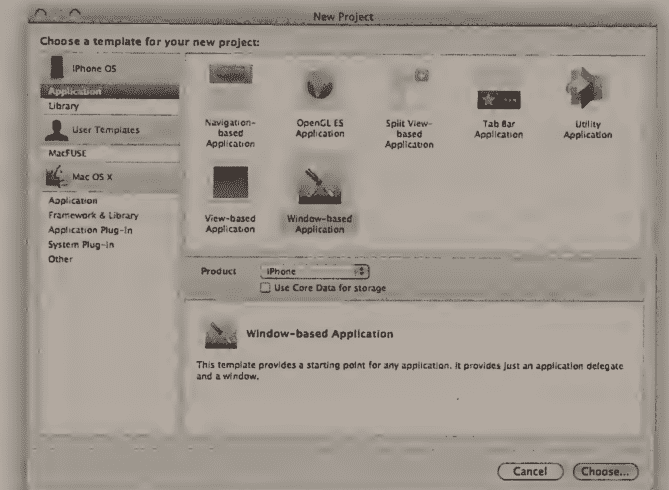 New Project
Choose a template for your new project:
iPhone OS
Application
Library
User Templates
MacFUSE
Mac OS X
Application
Framework & Library
Application Plug-in
System Plug-in
Other
Navigation-
based
Application
OpenGL ES
Application
Split View-
based
Application
Tab Bar
Application
Utility
Application
View-based
Application
Window-based
Application
Product
iPhone
Use Core Data for storage
Window-based Application
This template provides a starting point for any application. It provides just an application delegate
and a window.
Cancel
Choose...